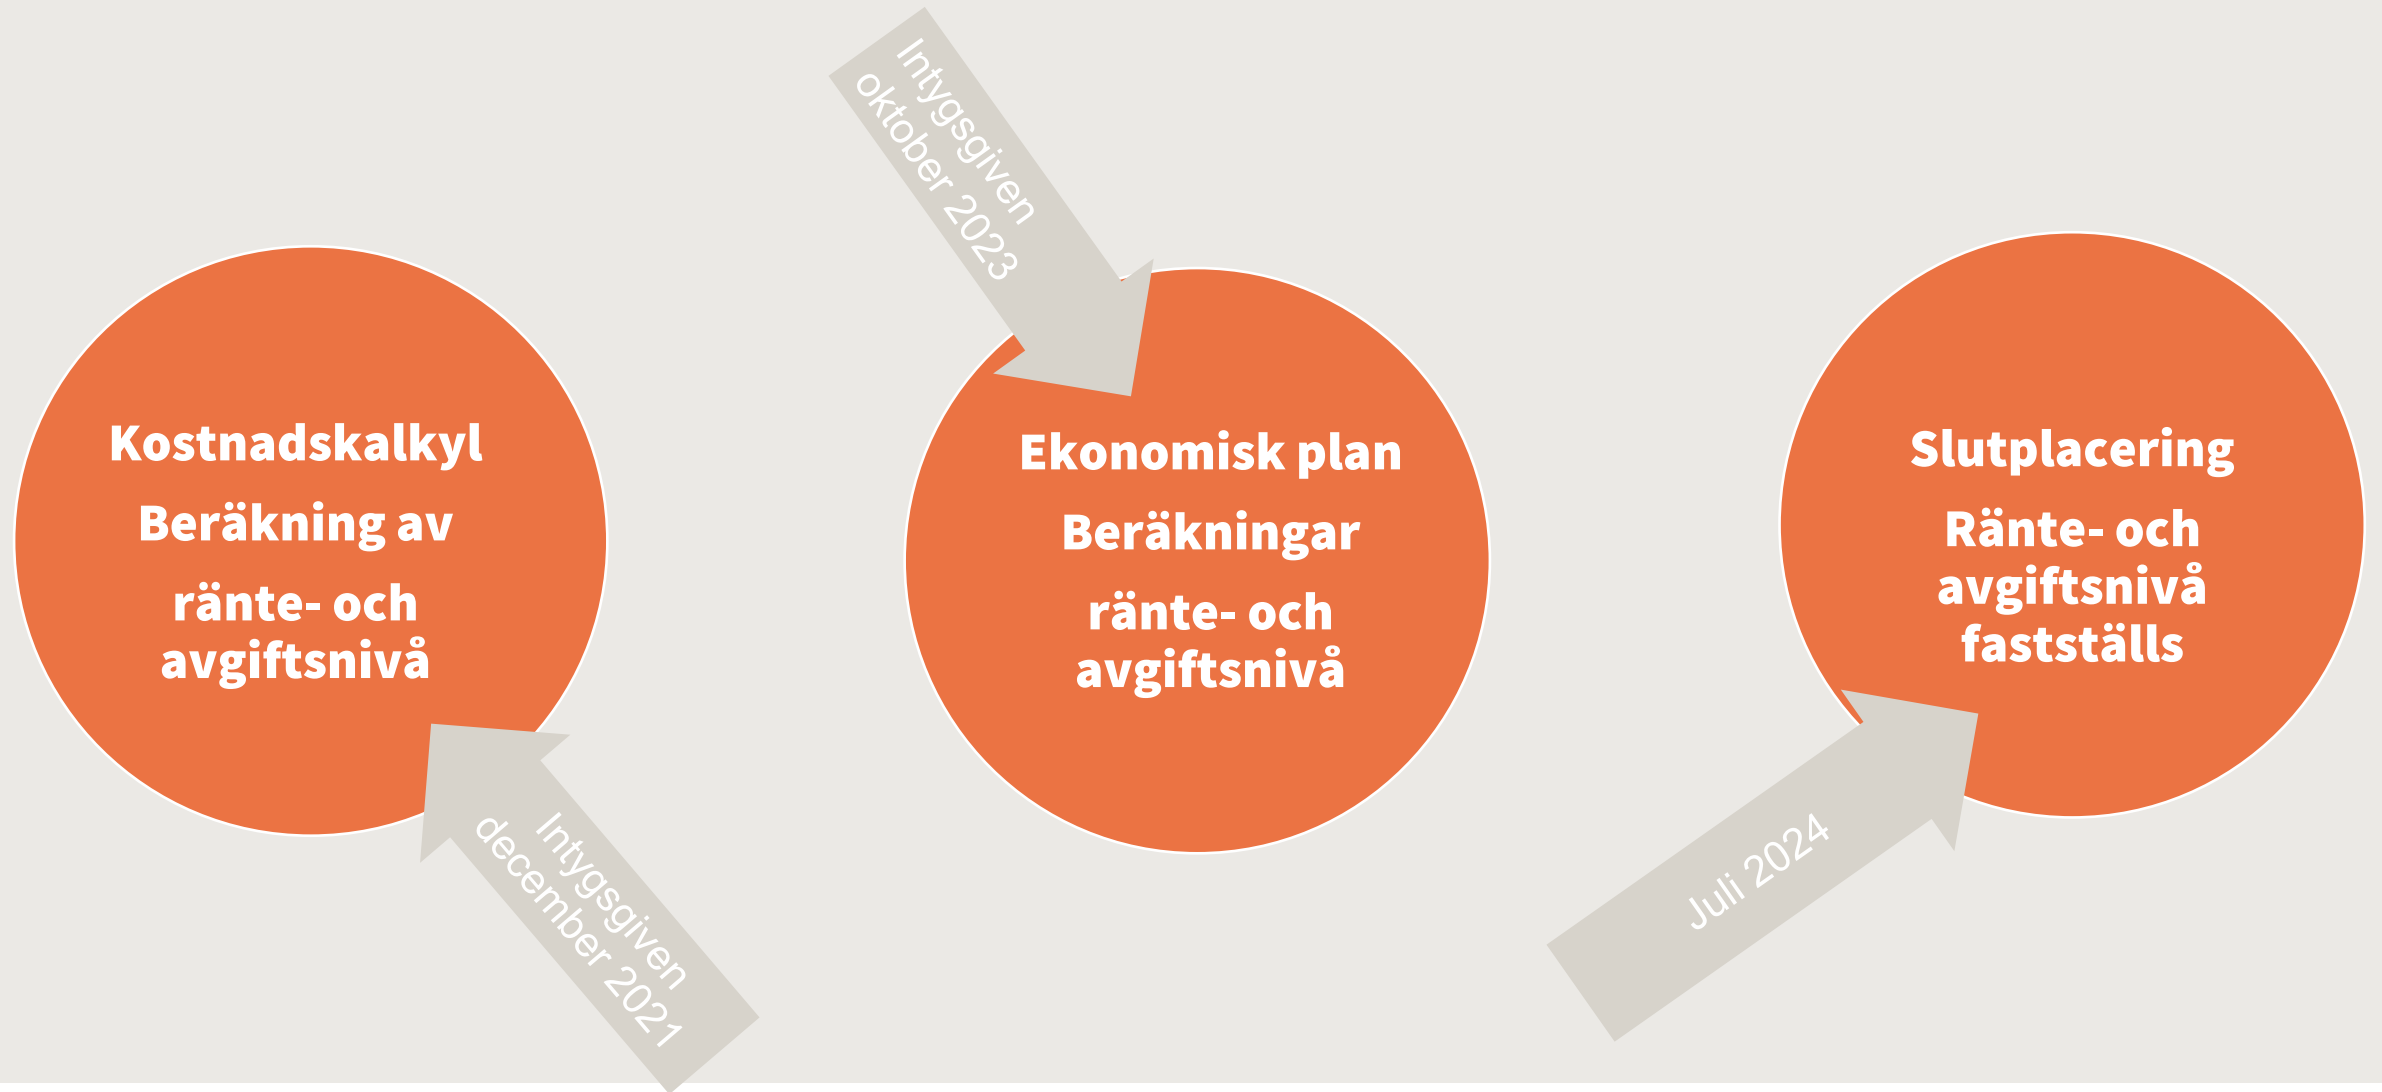 Kostnadskalkyl
Beräkning av
ränte- och
avgiftsnivå
Intygsgiven
december 2021
Intygsgiven
oktober 2023
Ekonomisk plan
Beräkningar
ränte- och
avgiftsnivå
Slutplacering
Ränte- och
avgiftsnivå
fastställs
Juli 2024